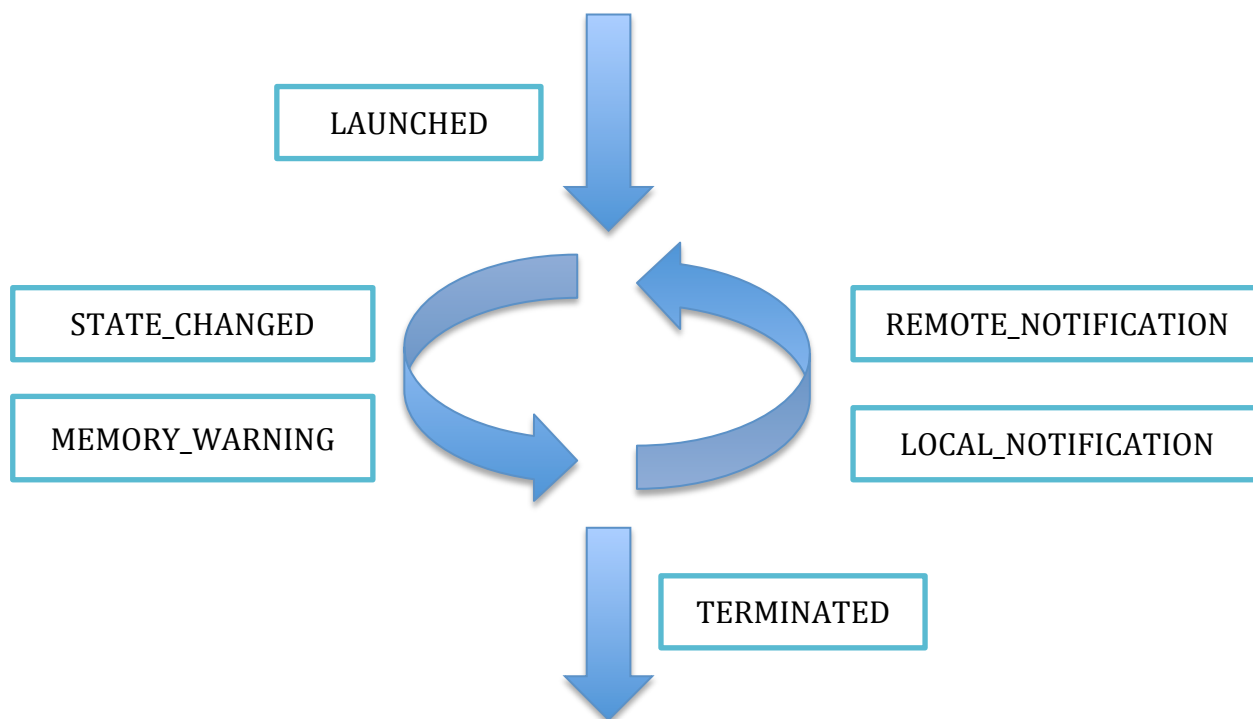 LAUNCHED
STATE_CHANGED
REMOTE_NOTIFICATION
MEMORY_WARNING
LOCAL_NOTIFICATION
TERMINATED